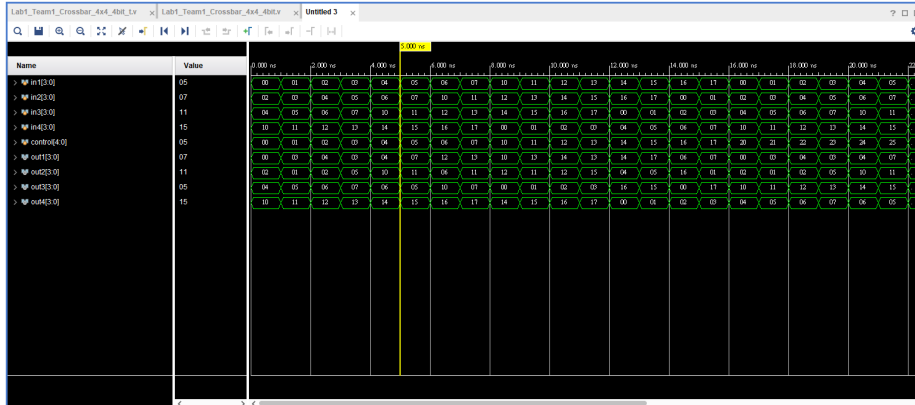 Lab1_Team1_Crossbar_4x4_4bit_t.v × Lab1_Team1_Crossbar_4x4_4bit.v × Untitled 3 ×
5.000 ns
Name Value 0.000 ns 2.000 ns 4.000 ns 6.000 ns 8.000 ns 10.000 ns 12.000 ns 14.000 ns 16.000 ns 18.000 ns 20.000 ns
in1[3:0] 05 00 01 02 03 04 05 06 07 10 11 12 13 14 15 16 17 00 01 02 03 04 05
in2[3:0] 07 02 03 04 05 06 07 10 11 12 13 14 15 16 17 00 01 02 03 04 05 06 07
in3[3:0] 11 04 05 06 07 10 11 12 13 14 15 16 17 00 01 02 03 04 05 06 07 10 11
in4[3:0] 15 10 11 12 13 14 15 16 17 00 01 02 03 04 05 06 07 10 11 12 13 14 15
control[4:0] 05 00 01 02 03 04 05 06 07 10 11 12 13 14 15 16 17 20 21 22 23 24 25
out1[3:0] 07 00 03 04 03 04 07 12 13 10 13 14 13 14 17 06 07 00 03 04 03 04 07
out2[3:0] 11 02 01 02 05 10 11 06 11 12 11 12 15 04 05 16 01 02 01 02 05 10 11
out3[3:0] 05 04 05 06 07 06 05 10 07 00 01 02 03 16 15 00 17 10 11 12 13 14 15
out4[3:0] 15 10 11 12 13 14 15 16 17 14 15 16 17 00 01 02 03 04 05 06 07 06 05